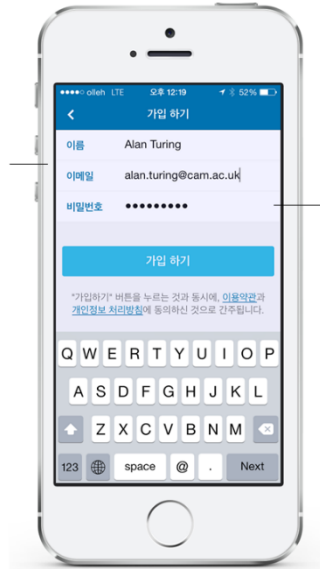 olleh LTE 오후 12:19 52%
가입 하기
이름 Alan Turing
이메일 alan.turing@cam.ac.uk
비밀번호 •••••••••
가입 하기
"가입하기" 버튼을 누르는 것과 동시에, 이용약관과
개인정보 처리방침에 동의하신 것으로 간주됩니다.
Q W E R T Y U I O P
A S D F G H J K L
Z X C V B N M
123 space @ . Next